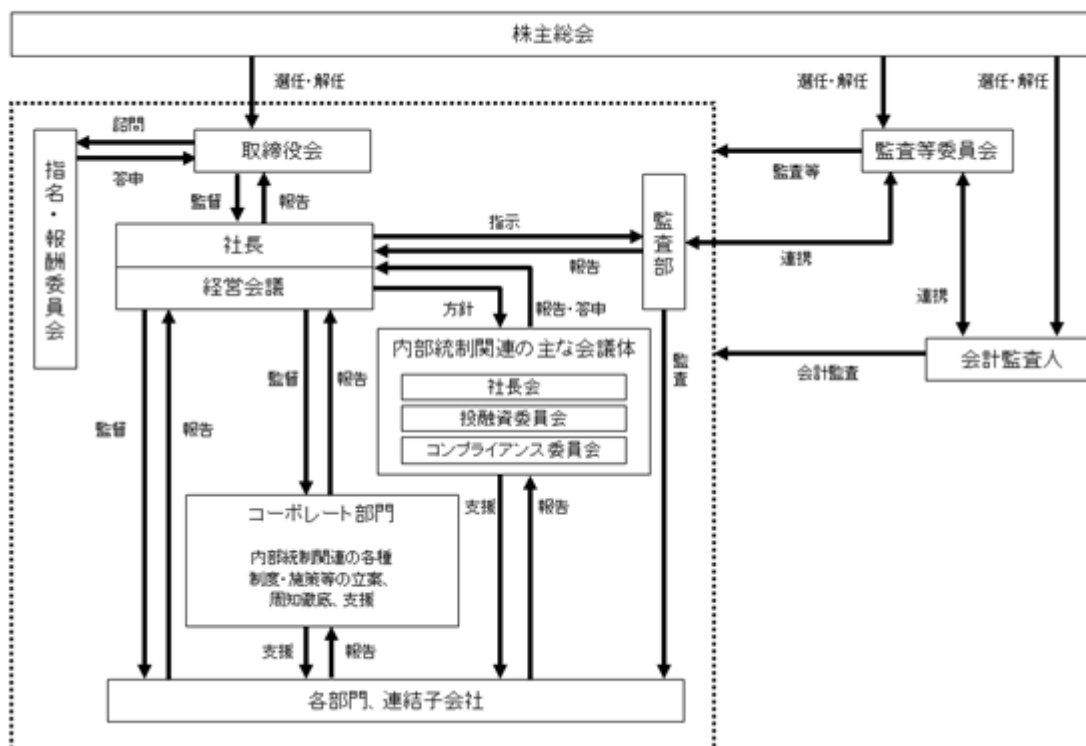 株主総会
選任・解任
選任・解任
選任・解任
諮問
取締役会
監査等委員会
答申
監査等
指名・報酬委員会
監督
報告
監査部
社長
指示
報告
連携
経営会議
方針
報告・答申
連携
内部統制関連の主な会議体
会計監査人
会計監査
社長会
投融資委員会
コンプライアンス委員会
監督
報告
監査
監督
報告
コーポレート部門
内部統制関連の各種
制度・施策等の立案、
周知徹底、支援
支援
報告
支援
報告
各部門、連結子会社